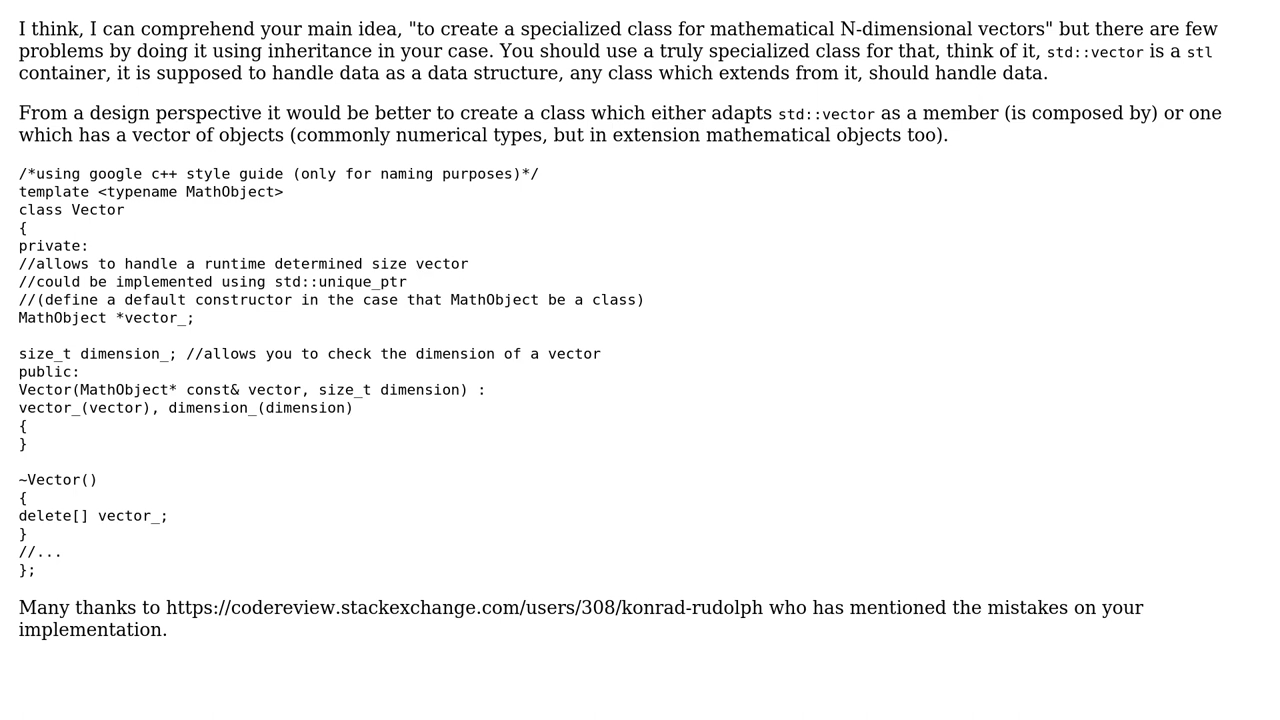 I think, I can comprehend your main idea, "to create a specialized class for mathematical N-dimensional vectors" but there are few
problems by doing it using inheritance in your case. You should use a truly specialized class for that, think of it, std::vector is a stl
container, it is supposed to handle data as a data structure, any class which extends from it, should handle data.
From a design perspective it would be better to create a class which either adapts std::vector as a member (is composed by) or one
which has a vector of objects (commonly numerical types, but in extension mathematical objects too).
/*using google c++ style guide (only for naming purposes)*/
template <typename MathObject>
class Vector
{
private:
//allows to handle a runtime determined size vector
//could be implemented using std::unique_ptr
//(define a default constructor in the case that MathObject be a class)
MathObject *vector_;
size_t dimension_; //allows you to check the dimension of a vector
public:
Vector(MathObject* const& vector, size_t dimension) :
vector_(vector), dimension_(dimension)
{
}
~Vector()
{
delete[] vector_;
}
//...
};
Many thanks to https://codereview.stackexchange.com/users/308/konrad-rudolph who has mentioned the mistakes on your
implementation.